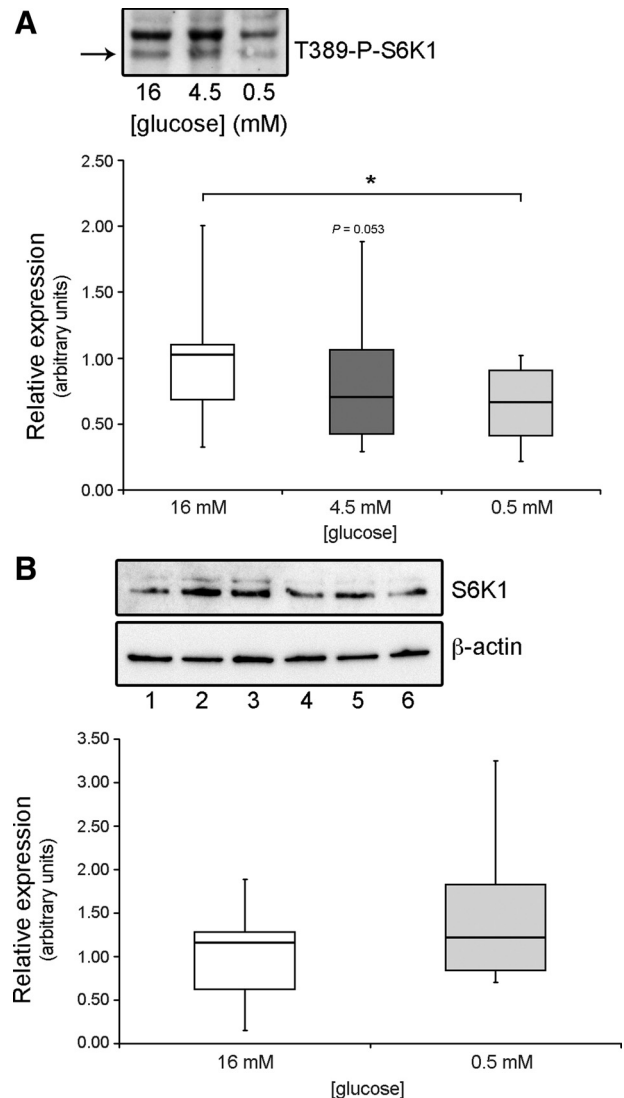 A
T389-P-S6K1
16 4.5 0.5
[glucose] (mM)
2.50
*
2.00
P = 0.053
1.50
1.00
0.50
0.00
Relative expression
(arbitrary units)
16 mM 4.5 mM 0.5 mM
[glucose]
B
S6K1
β-actin
1 2 3 4 5 6
3.50
3.00
2.50
2.00
1.50
1.00
0.50
0.00
Relative expression
(arbitrary units)
16 mM 0.5 mM
[glucose]